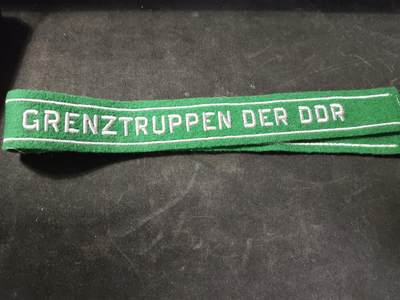 GRENZTRUPPEN DER DDR